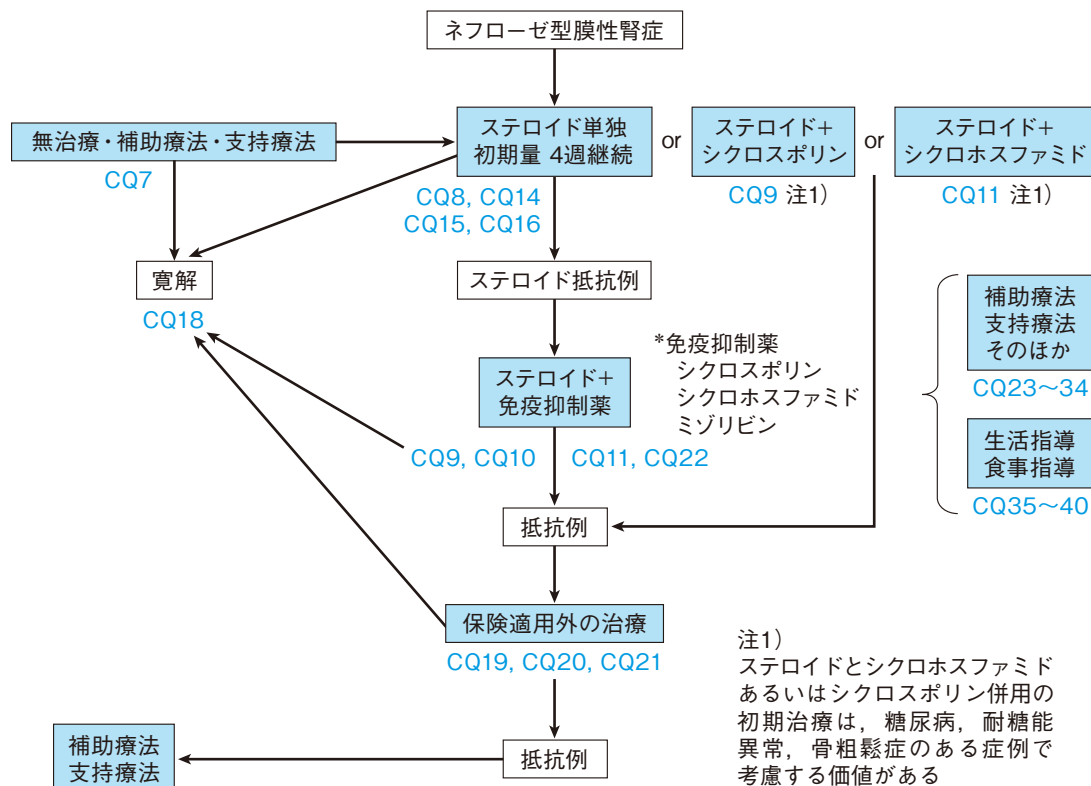 ネフローゼ型膜性腎症
無治療・補助療法・支持療法
CQ7
ステロイド単独
初期量 4週継続
CQ8, CQ14
CQ15, CQ16
or
ステロイド+
シクロスポリン
CQ9 注1)
or
ステロイド+
シクロホスファミド
CQ11 注1)
寛解
CQ18
ステロイド抵抗例
ステロイド+
免疫抑制薬
CQ9, CQ10
CQ11, CQ22
*免疫抑制薬
シクロスポリン
シクロホスファミド
ミゾリビン
補助療法
支持療法
そのほか
CQ23〜34
生活指導
食事指導
CQ35〜40
抵抗例
保険適用外の治療
CQ19, CQ20, CQ21
抵抗例
補助療法
支持療法
注1)
ステロイドとシクロホスファミド
あるいはシクロスポリン併用の
初期治療は,糖尿病,耐糖能
異常,骨粗鬆症のある症例で
考慮する価値がある